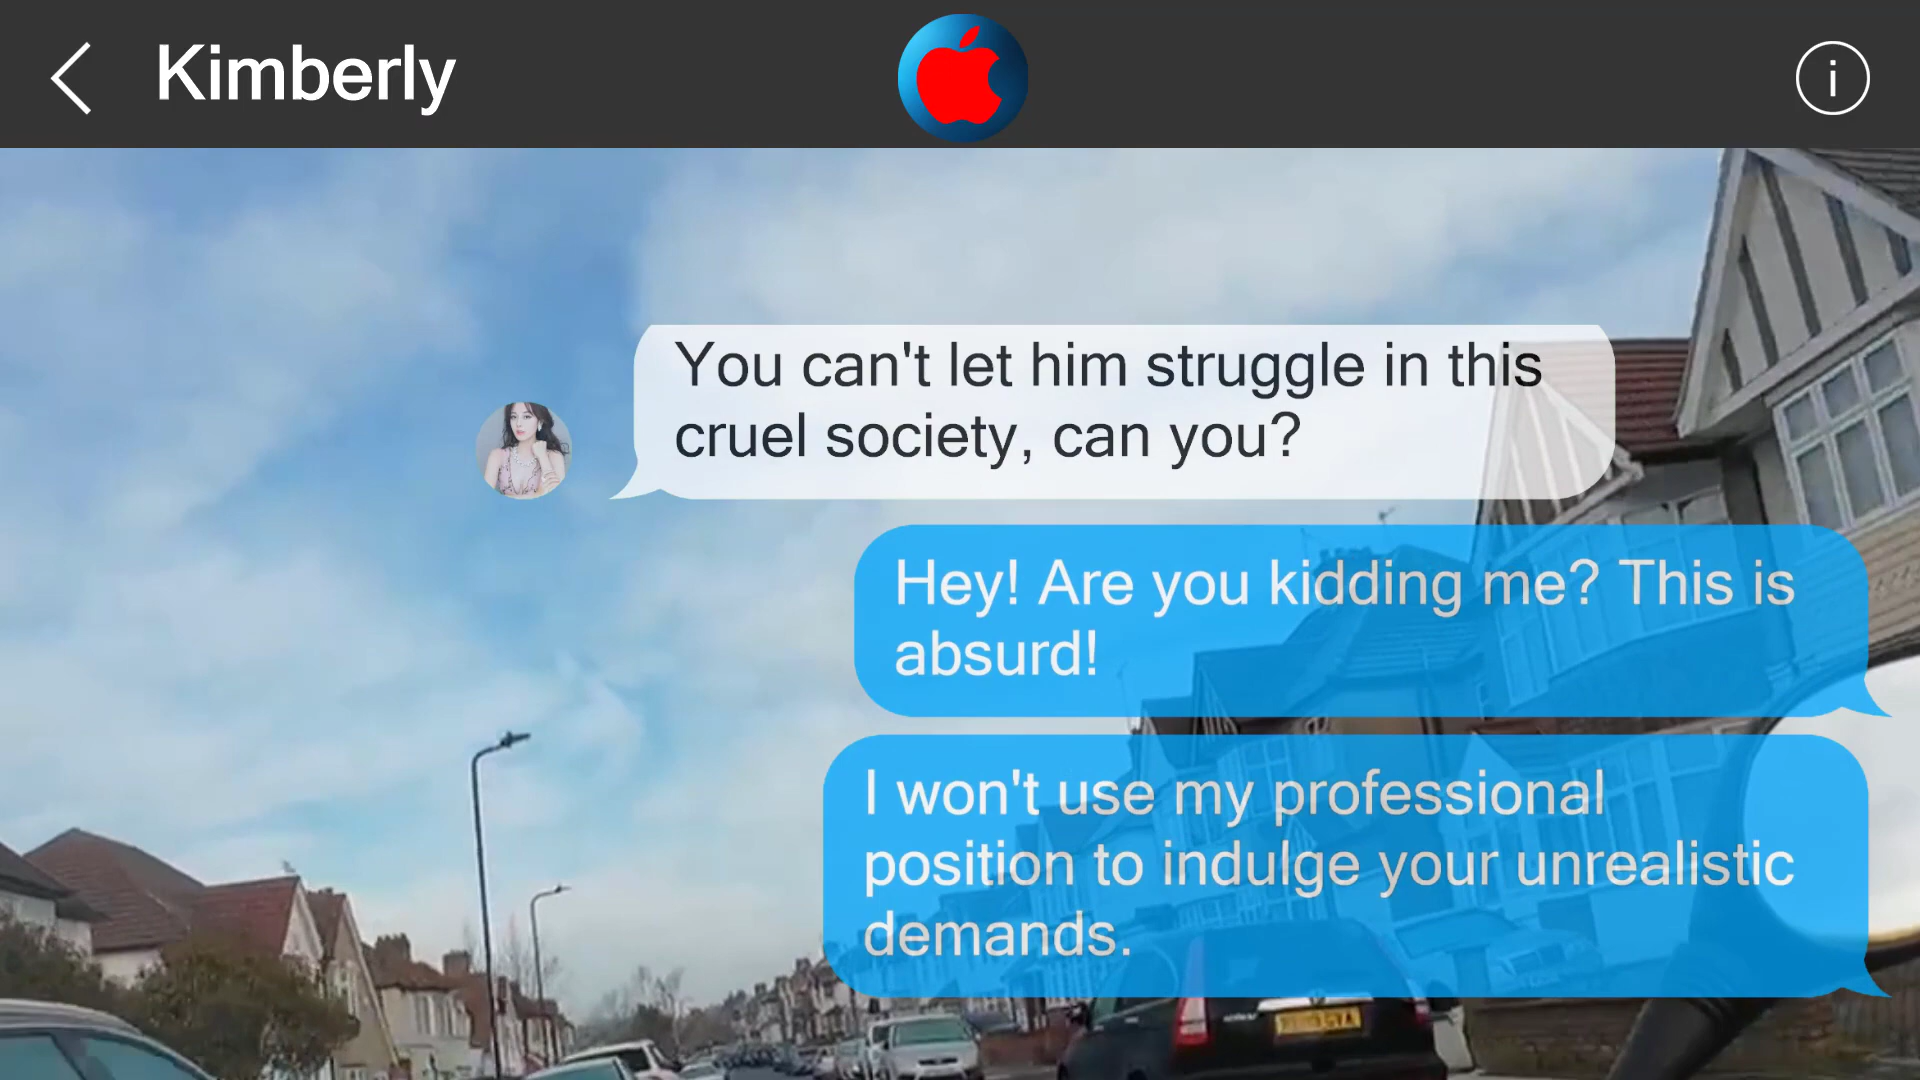 Kimberly
i
You can't let him struggle in this
cruel society, can you?
Hey! Are you kidding me? This is
absurd!
I won't use my professional
position to indulge your unrealistic
demands.